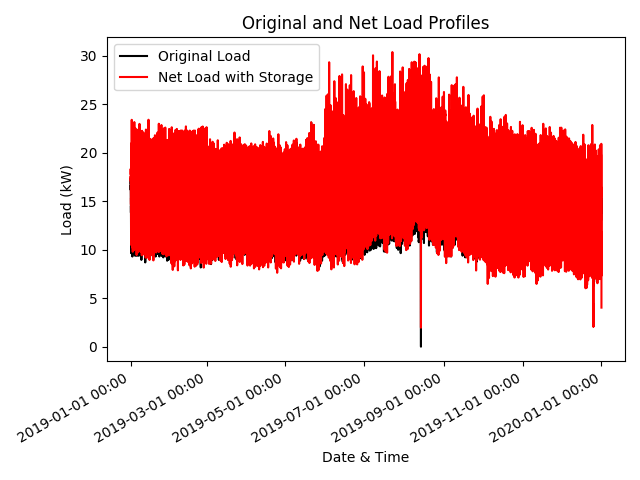 Original and Net Load Profiles
Original Load
Net Load with Storage
Load (kW)
30
25
20
15
10
5
0
2019-01-01 00:00
2019-03-01 00:00
2019-05-01 00:00
2019-07-01 00:00
2019-09-01 00:00
2019-11-01 00:00
2020-01-01 00:00
Date & Time